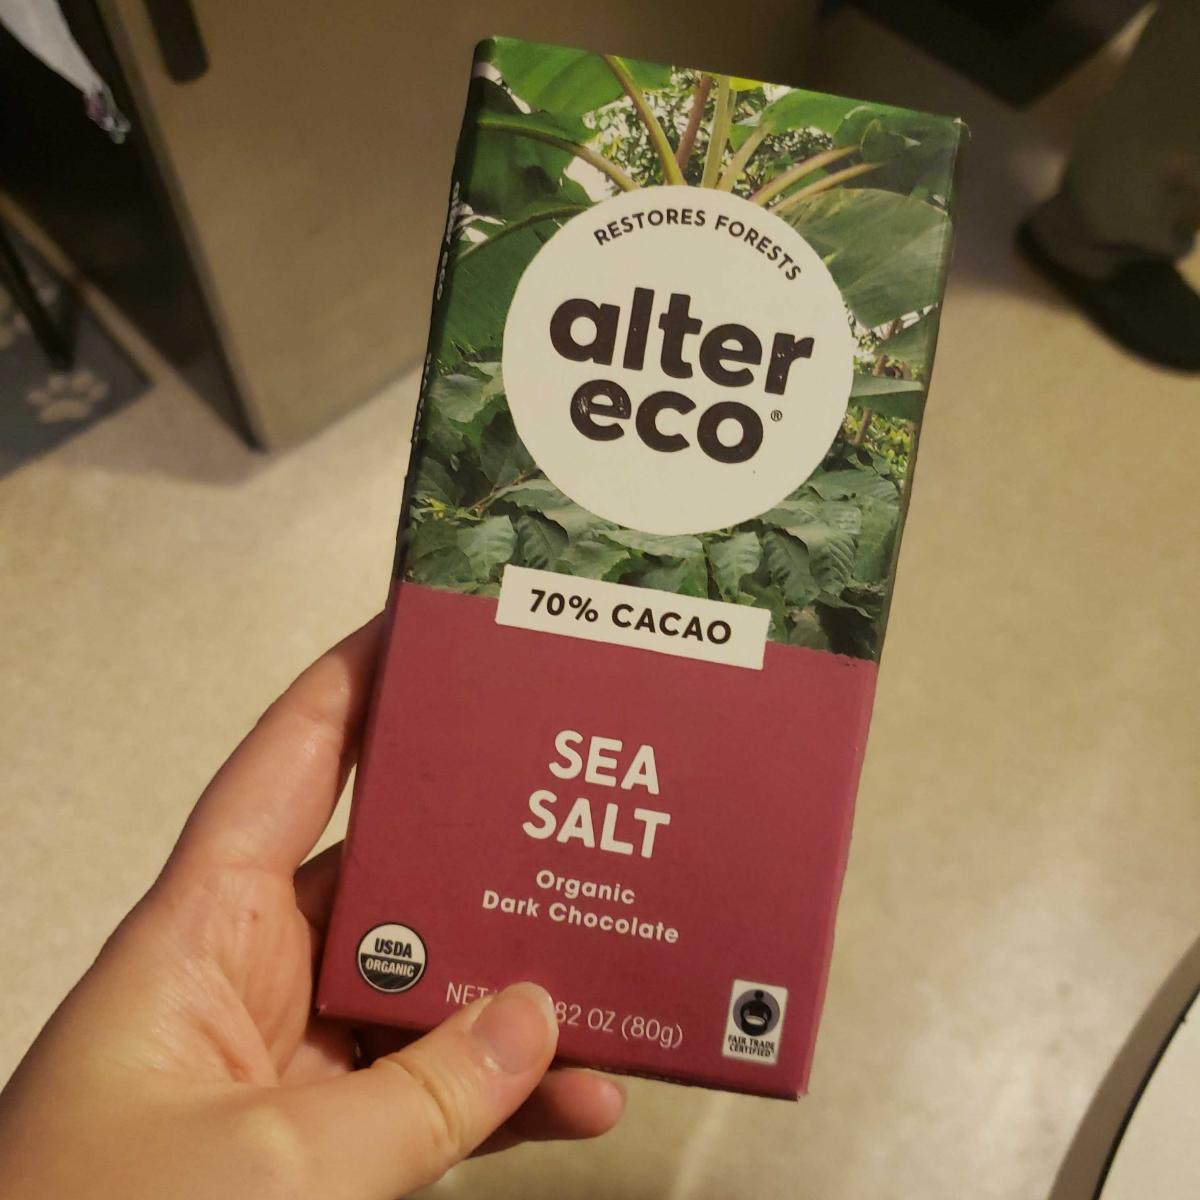 RESTORES FORESTS
alter
eco®
70% CACAO
SEA
SALT
Organic
Dark Chocolate
USDA
ORGANIC
NET 82 OZ (80g)
FAIR TRADE
CERTIFIED